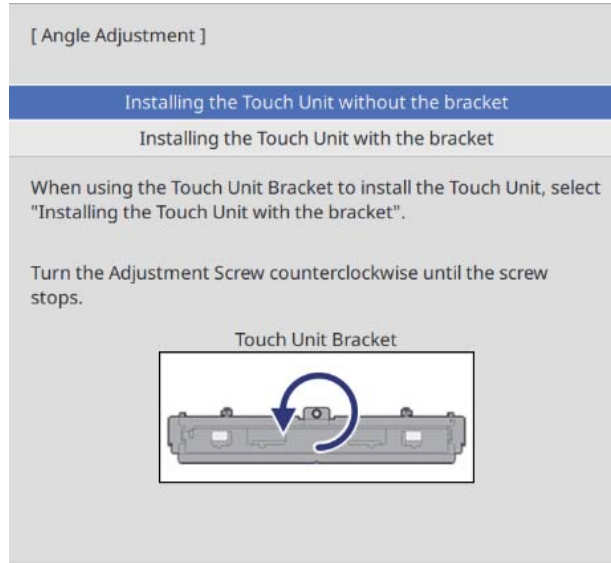 [ Angle Adjustment ]
Installing the Touch Unit without the bracket
Installing the Touch Unit with the bracket
When using the Touch Unit Bracket to install the Touch Unit, select
"Installing the Touch Unit with the bracket".
Turn the Adjustment Screw counterclockwise until the screw
stops.
Touch Unit Bracket